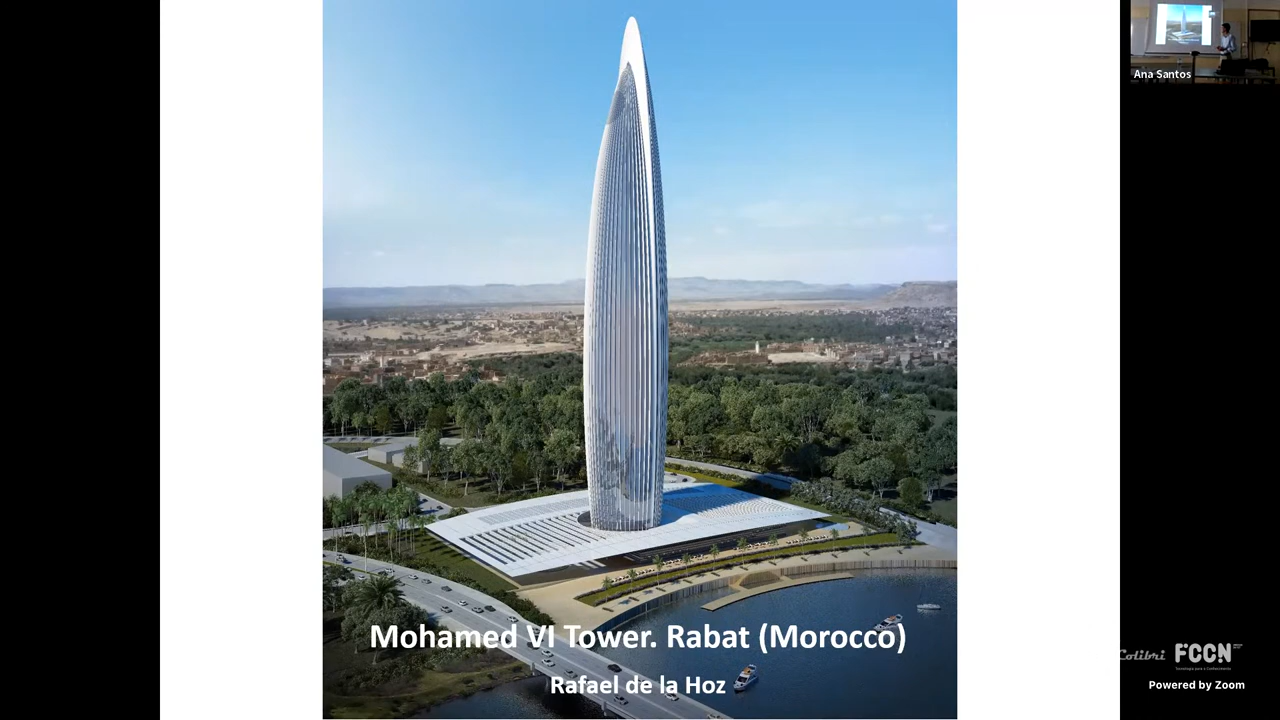 Ana Santos
Mohamed VI Tower. Rabat (Morocco)
Rafael de la Hoz
Colibri FCCN
Powered by Zoom